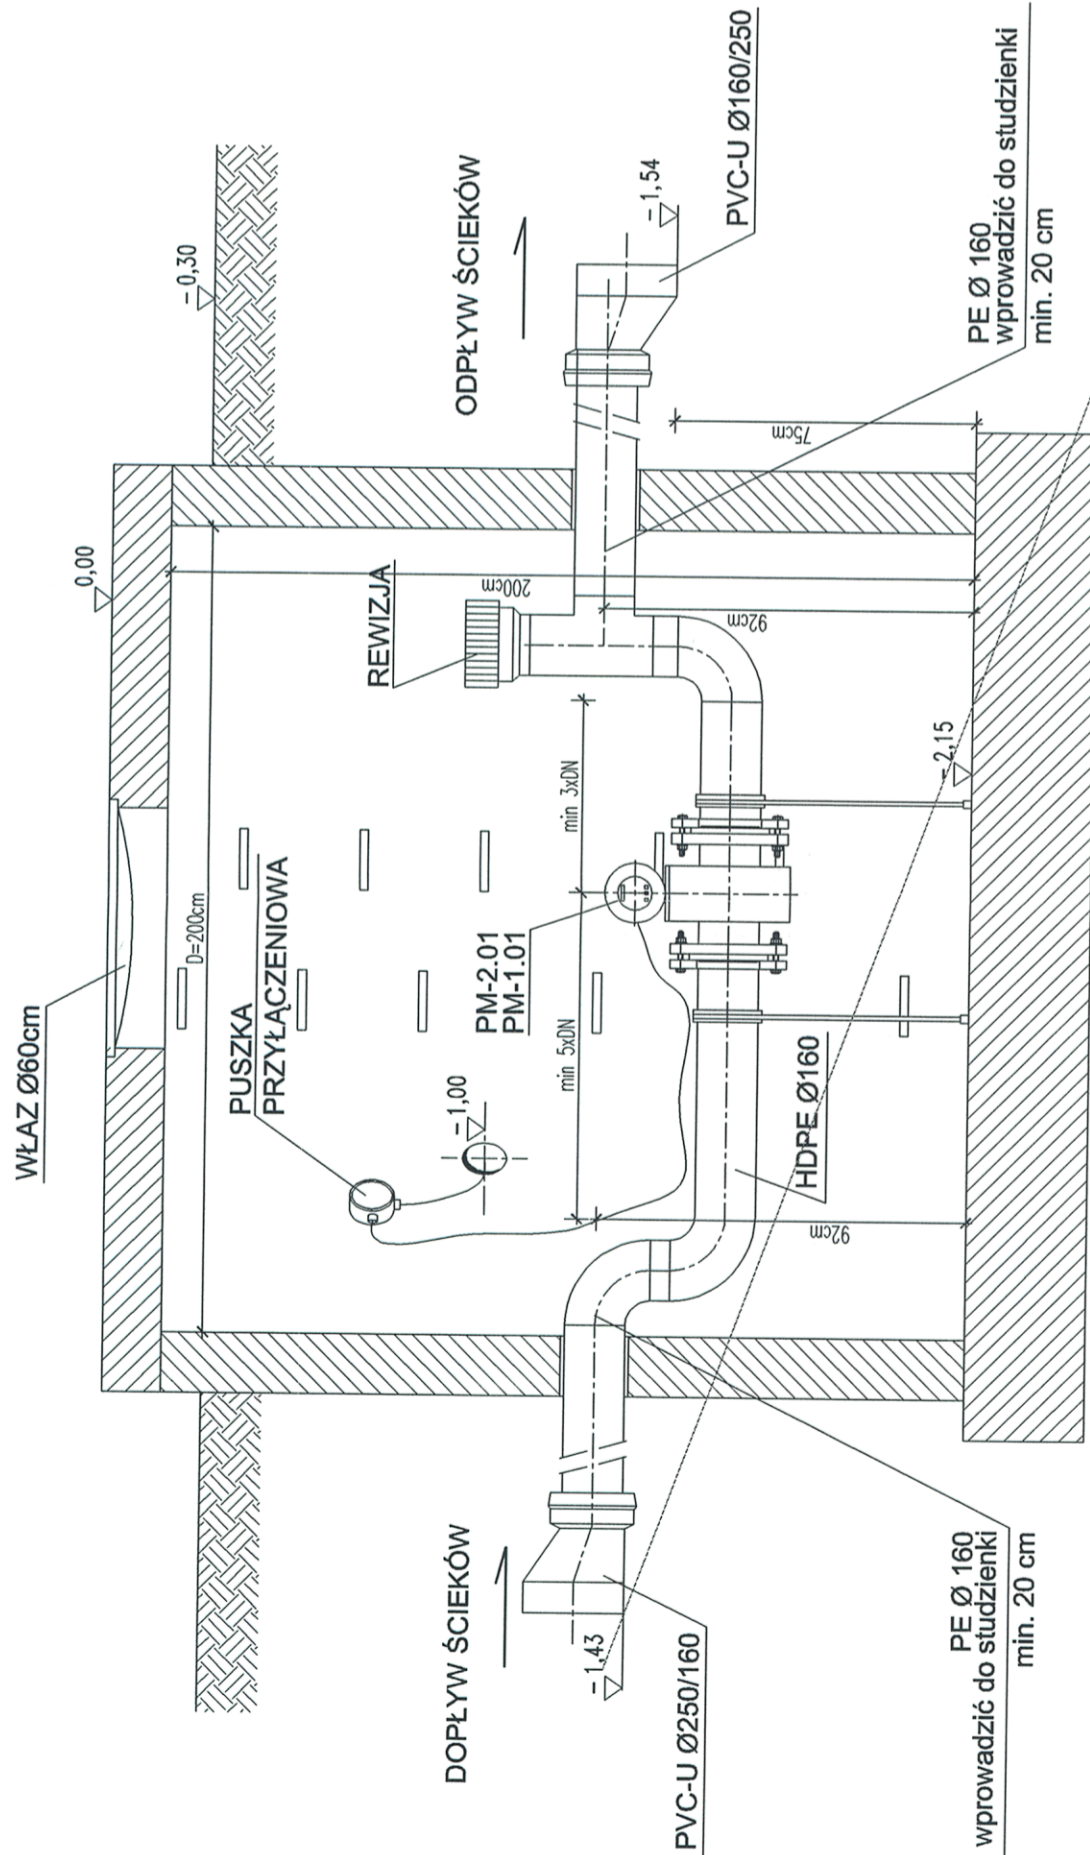 WŁAZ Ø60cm
0,00
- 0,30
D=200cm
PUSZKA
PRZYŁĄCZENIOWA
- 1,00
REWIZJA
200cm
PM-2.01
PM-1.01
min 5xDN
min 3xDN
ODPŁYW ŚCIEKÓW
- 1,54
PVC-U Ø160/250
DOPŁYW ŚCIEKÓW
- 1,43
PVC-U Ø250/160
HDPE Ø160
92cm
92cm
75cm
- 2,15
PE Ø 160
wprowadzić do studzienki
min. 20 cm
PE Ø 160
wprowadzić do studzienki
min. 20 cm